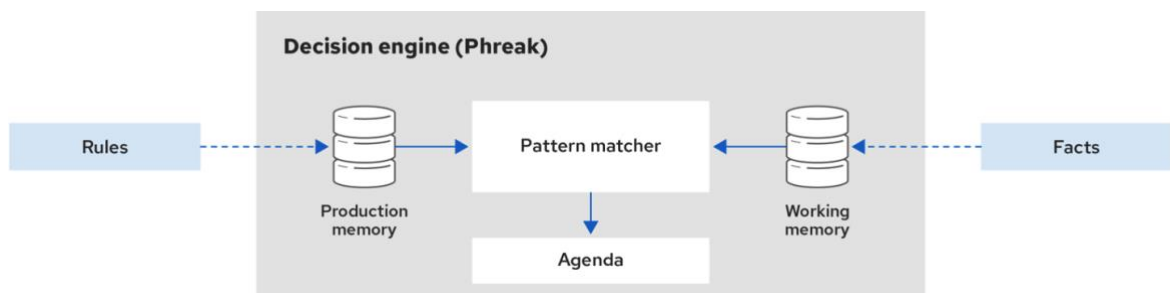 Decision engine (Phreak)
Rules
Pattern matcher
Facts
Production
memory
Working
memory
Agenda